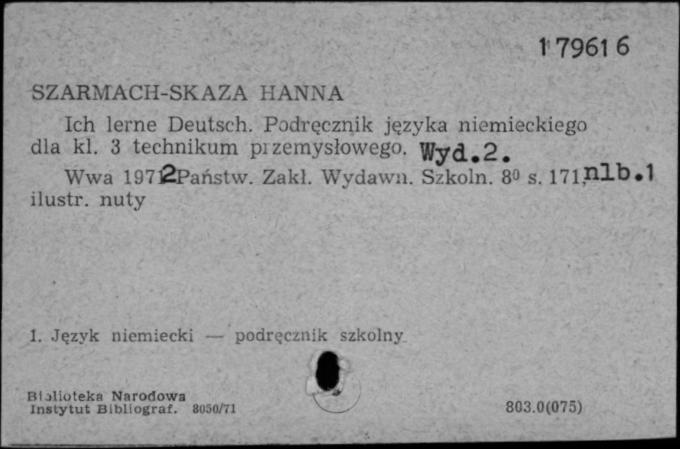 179616
SZARMACH-SKAZA HANNA
Ich lerne Deutsch. Podręcznik języka niemieckiego
dla kl. 3 technikum przemysłowego. Wyd.2.
Wwa 1972 Państw. Zakł. Wydawn. Szkoln. 8⁰ s. 171, nlb.1
ilustr. nuty
1. Język niemiecki — podręcznik szkolny
Biblioteka Narodowa
Instytut Bibliograf. 8050/71 803.0(075)